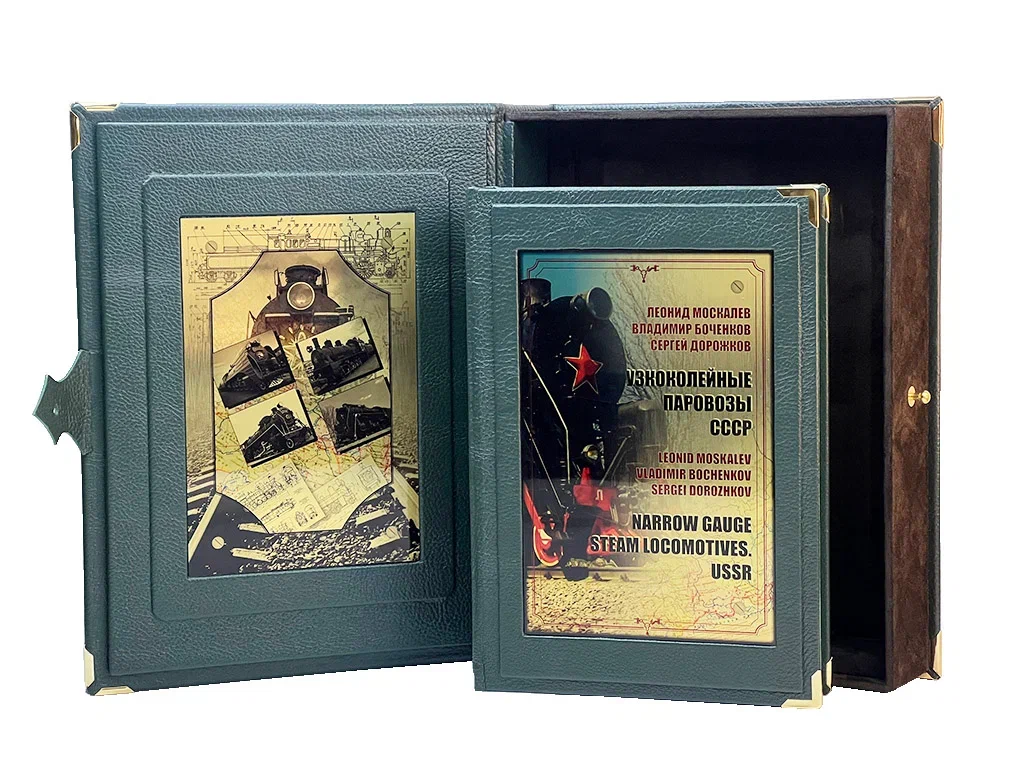 ЛЕОНИД МОСКАЛЕВ
ВЛАДИМИР БОЧЕНКОВ
СЕРГЕЙ ДОРОЖКОВ
УЗКОКОЛЕЙНЫЕ
ПАРОВОЗЫ
СССР
LEONID MOSKALEV
VLADIMIR BOCHENKOV
SERGEI DOROZHKOV
NARROW GAUGE
STEAM LOCOMOTIVES.
USSR